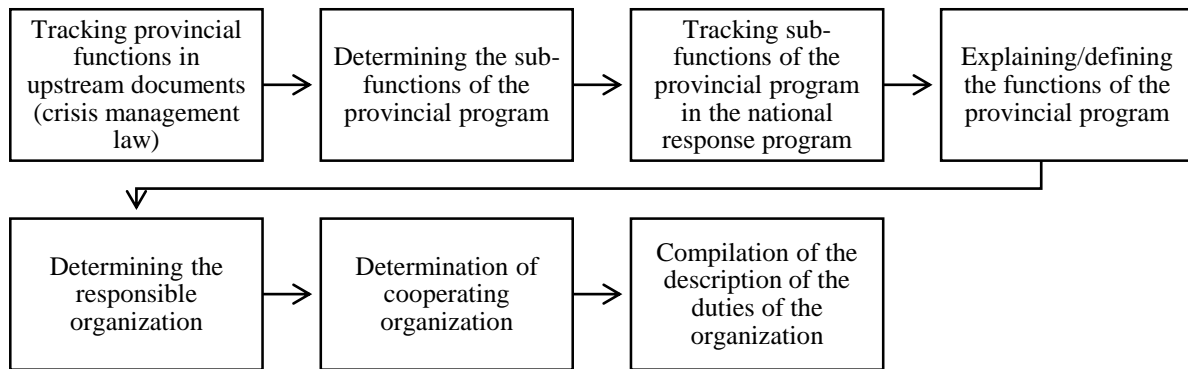 Tracking provincial
functions in
upstream documents
(crisis management
law)
Determining the sub-
functions of the
provincial program
Tracking sub-
functions of the
provincial program
in the national
response program
Explaining/defining
the functions of the
provincial program
Determining the
responsible
organization
Determination of
cooperating
organization
Compilation of the
description of the
duties of the
organization